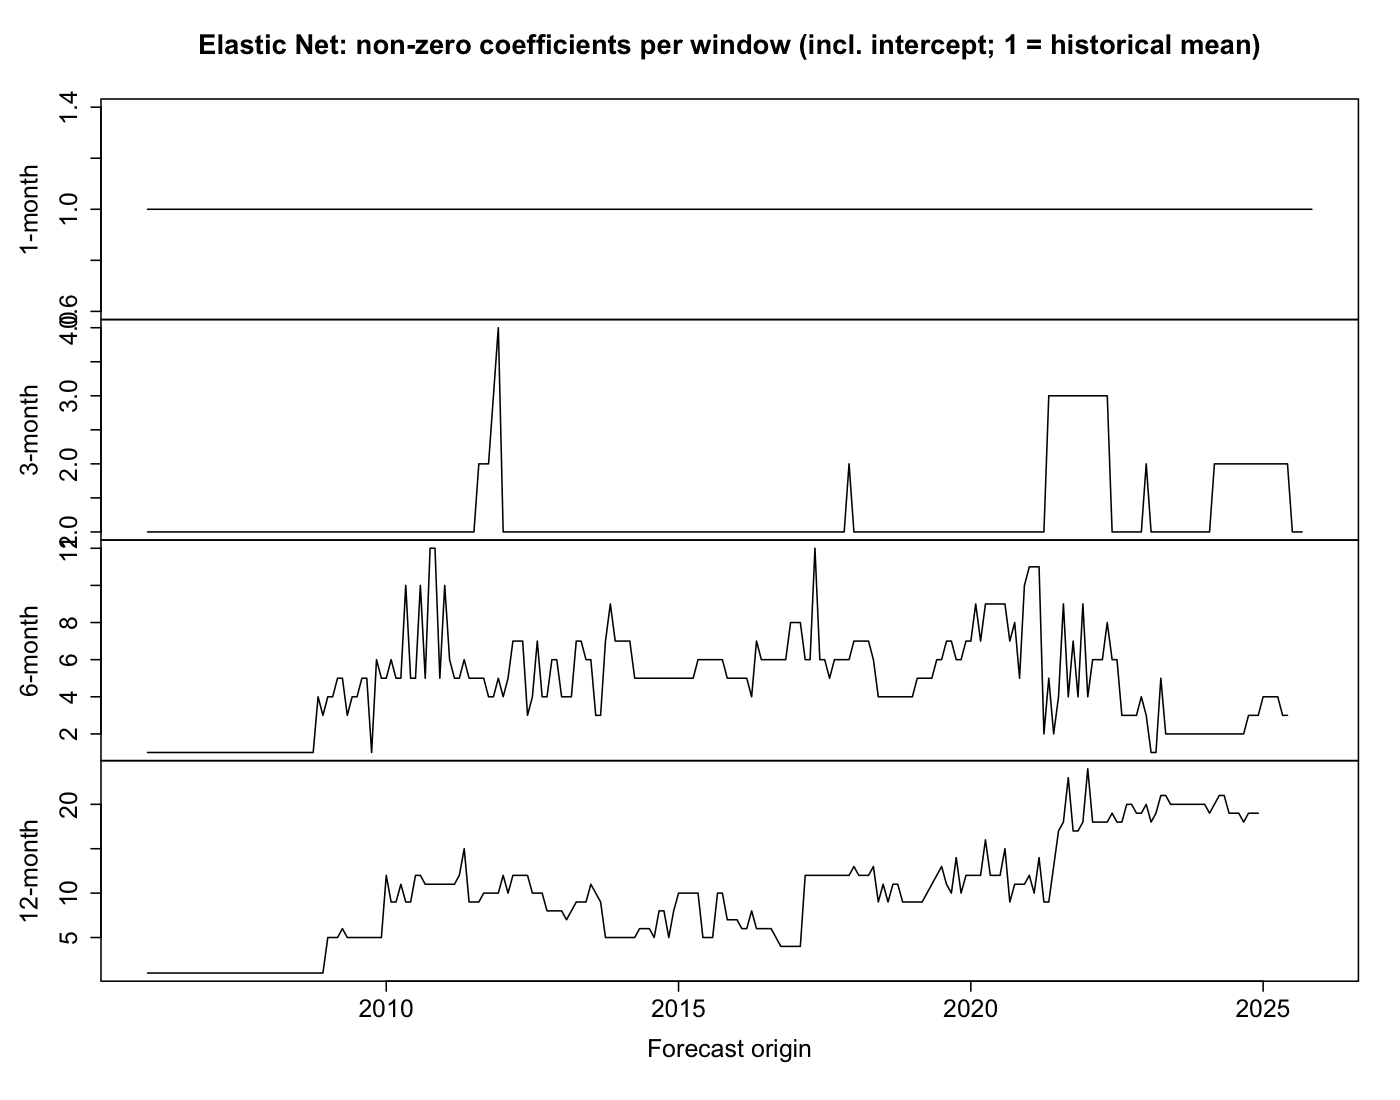 Elastic Net: non-zero coefficients per window (incl. intercept; 1 = historical mean)
1-month
1.4
1.0
0.6
3-month
4.0
3.0
2.0
1.0
6-month
12
8
6
4
2
12-month
20
10
5
2010 2015 2020 2025
Forecast origin